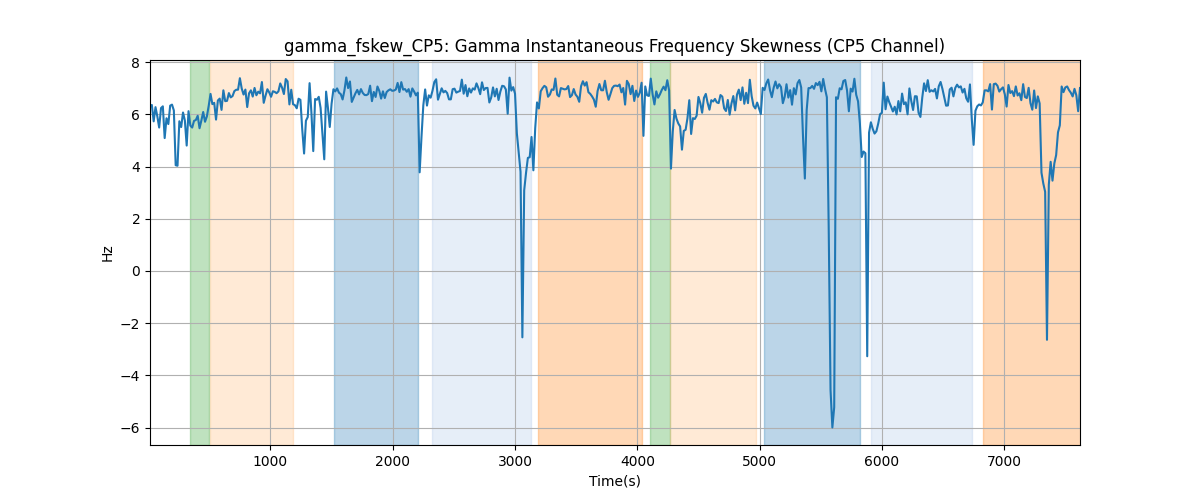 gamma_fskew_CP5: Gamma Instantaneous Frequency Skewness (CP5 Channel)
8
6
4
2
0
−2
−4
−6
Hz
1000 2000 3000 4000 5000 6000 7000
Time(s)